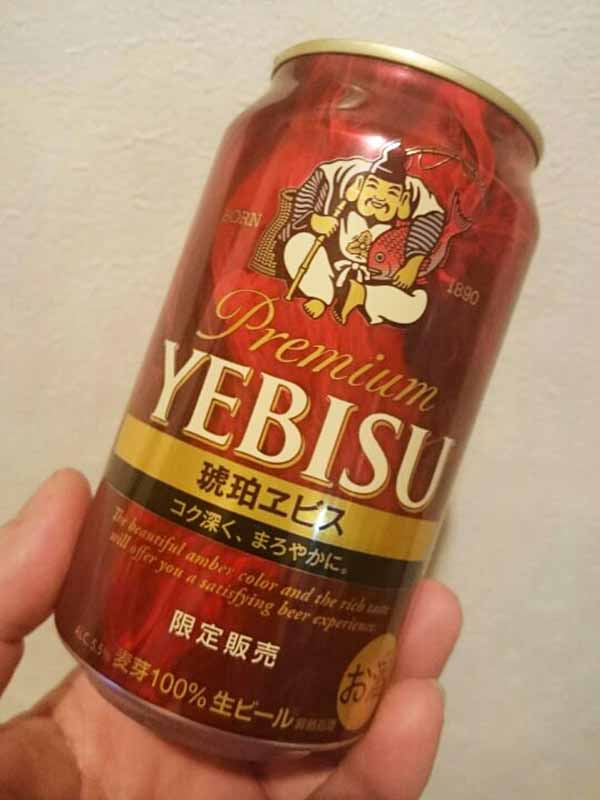 BORN
1890
Premium
YEBISU
琥珀ヱビス
コク深く、まろやかに。
The beautiful amber color and the rich taste
will offer you a satisfying beer experience.
限定販売
ALC.5.5%
麦芽100% 生ビール
お酒